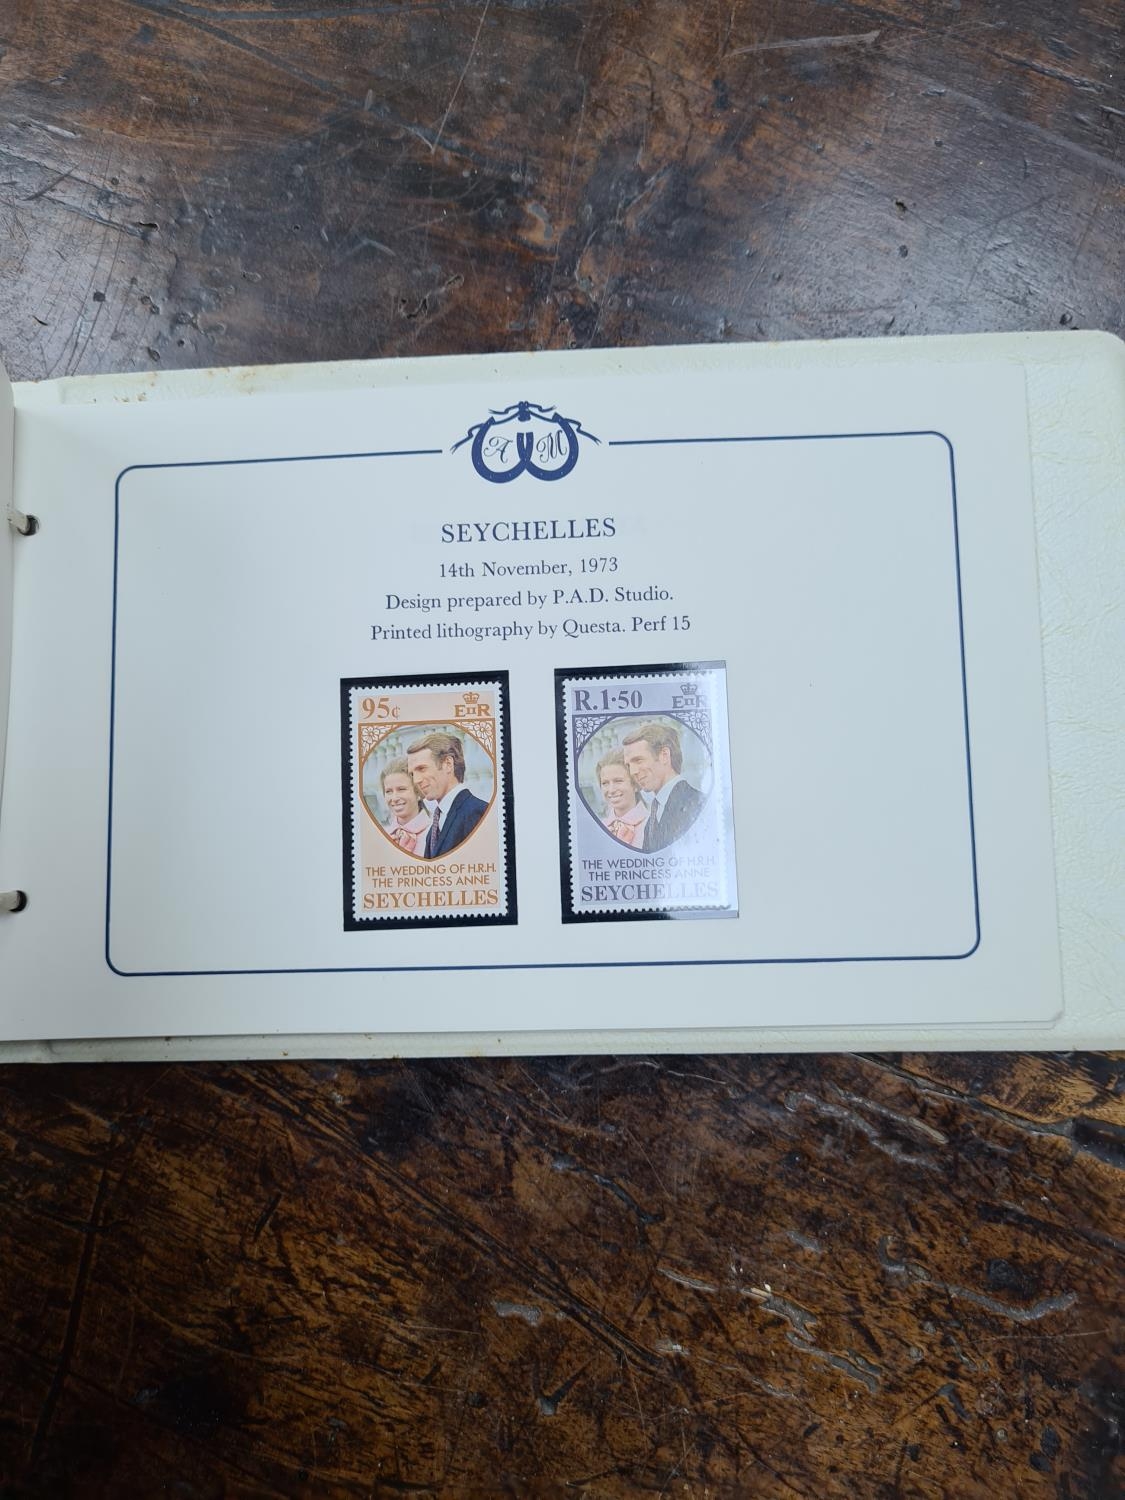 A M
SEYCHELLES
14th November, 1973
Design prepared by P.A.D. Studio.
Printed lithography by Questa. Perf 15
95c
EIIR
THE WEDDING OF H.R.H.
THE PRINCESS ANNE
SEYCHELLES
R.1·50
EIIR
THE WEDDING OF H.R.H.
THE PRINCESS ANNE
SEYCHELLES